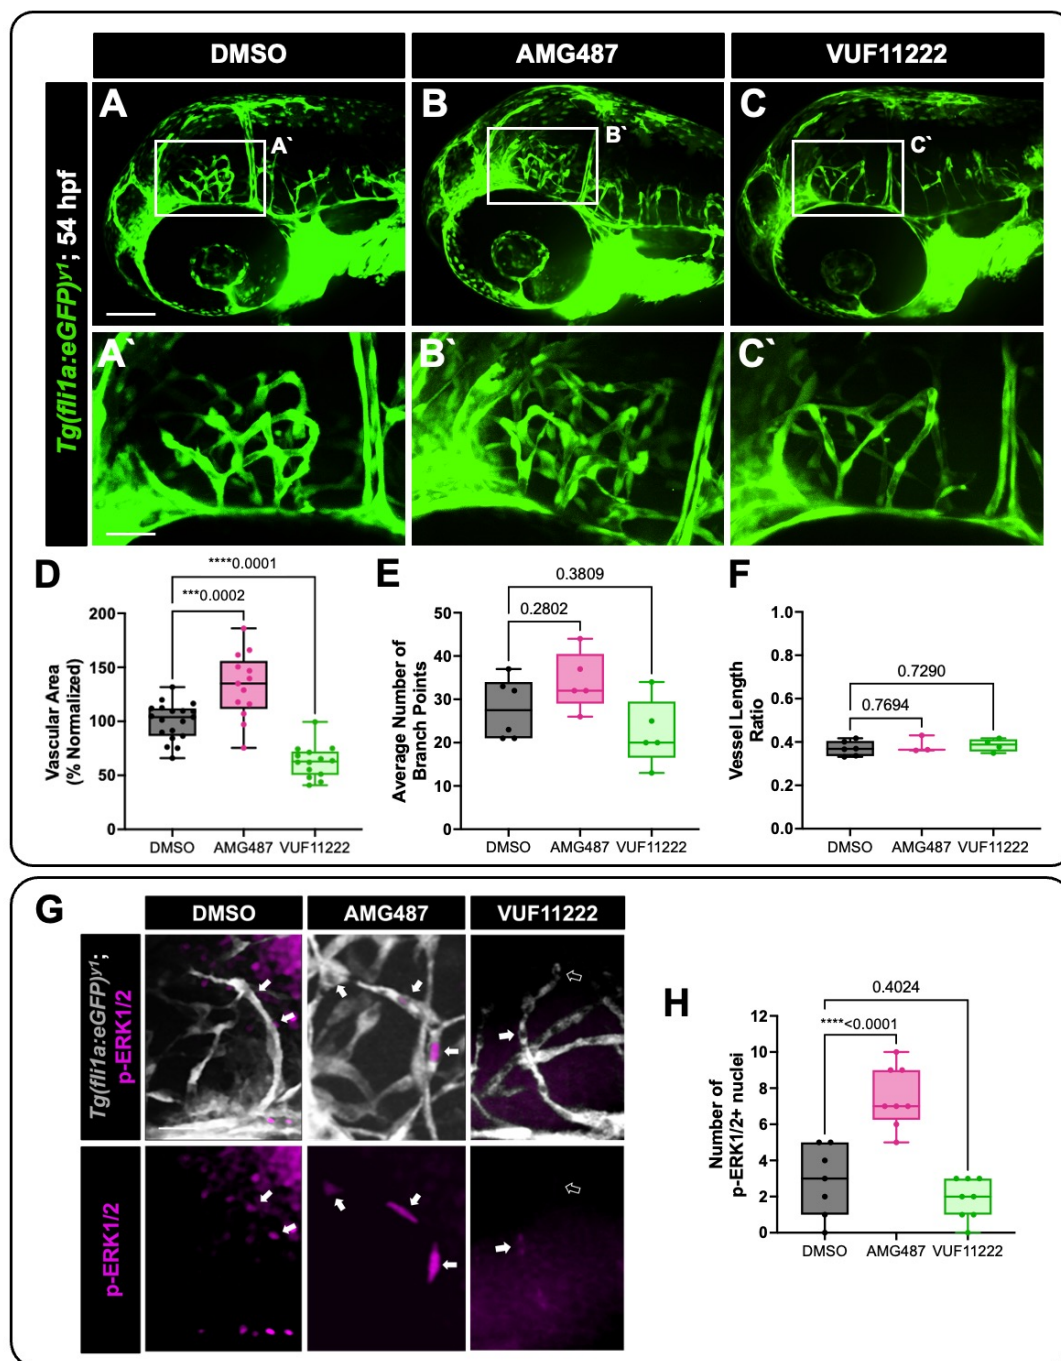 DMSO
AMG487
VUF11222
Tg(fli1a:eGFP)y1; 54 hpf
A
A`
B
B`
C
C`
A`
B`
C`
D
****0.0001
***0.0002
Vascular Area
(% Normalized)
200
150
100
50
0
DMSO
AMG487
VUF11222
E
0.3809
0.2802
Average Number of
Branch Points
50
40
30
20
10
0
DMSO
AMG487
VUF11222
F
0.7290
0.7694
Vessel Length
Ratio
1.0
0.8
0.6
0.4
0.2
0.0
DMSO
AMG487
VUF11222
G
DMSO
AMG487
VUF11222
Tg(fli1a:eGFP)y1;
p-ERK1/2
p-ERK1/2
H
0.4024
****<0.0001
Number of
p-ERK1/2+ nuclei
12
10
8
6
4
2
0
DMSO
AMG487
VUF11222